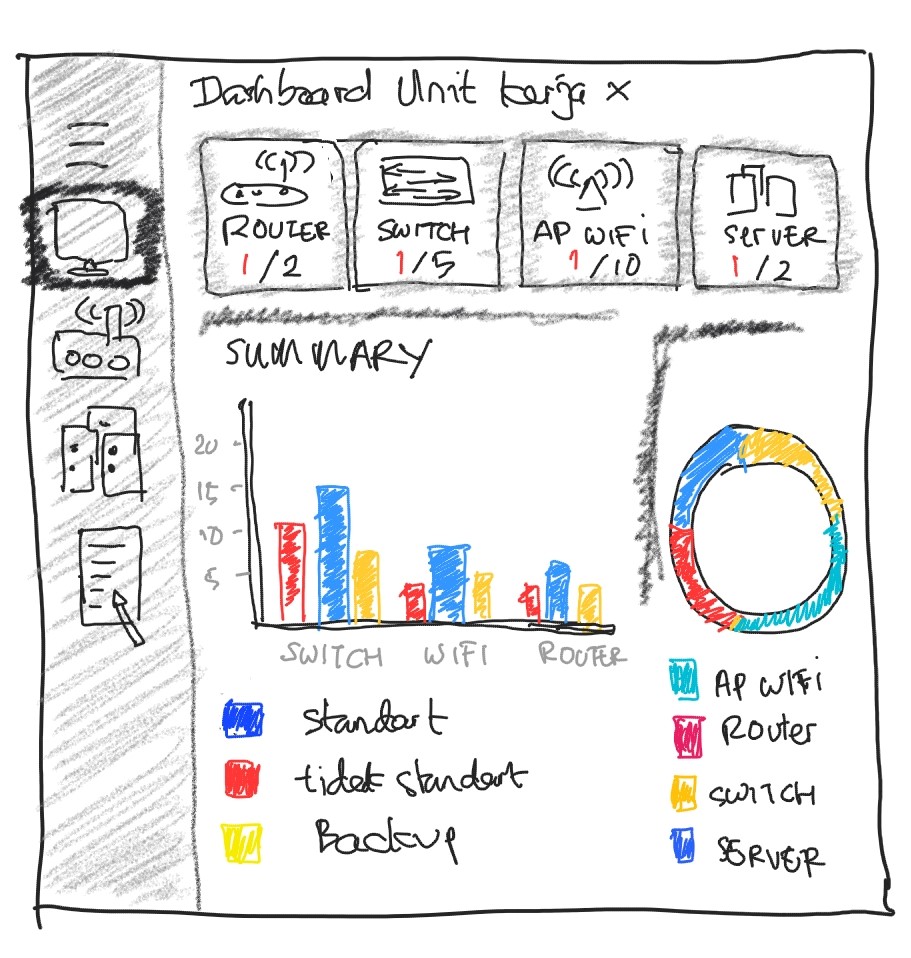 Dashboard Unit kerja x
ROUTER
1/2
SWITCH
1/5
AP WIFI
1/10
SERVER
1/2
SUMMARY
20
15
10
5
SWITCH WIFI ROUTER
standart
tidak standart
Backup
AP WIFI
Router
SWITCH
SERVER